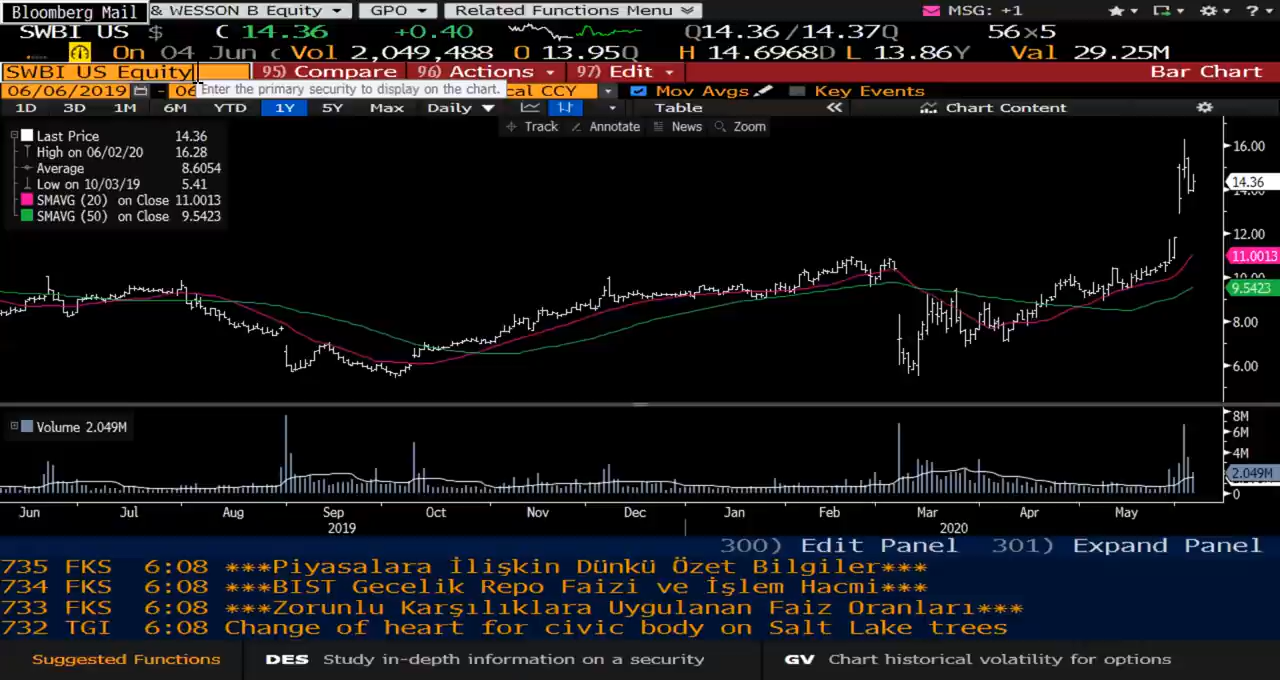 Bloomberg Mail & WESSON B Equity GPO Related Functions Menu MSG: +1
SWBI US $ C 14.36 +0.40 Q14.36/14.37Q 56×5
On 04 Jun Vol 2,049,488 O 13.95Q H 14.6968D L 13.86Y Val 29.25M
SWBI US Equity 95) Compare 96) Actions 97) Edit Bar Chart
06/06/2019 - 06 Enter the primary security to display on the chart. cal CCY Mov Avgs Key Events
1D 3D 1M 6M YTD 1Y 5Y Max Daily Table Chart Content
Track Annotate News Zoom
Last Price 14.36
High on 06/02/20 16.28
Average 8.6054
Low on 10/03/19 5.41
SMAVG (20) on Close 11.0013
SMAVG (50) on Close 9.5423
16.00
14.36
14.00
12.00
11.0013
10.00
9.5423
8.00
6.00
Volume 2.049M
8M
6M
4M
2.049M
0
Jun Jul Aug Sep Oct Nov Dec Jan Feb Mar Apr May
2019 2020
300) Edit Panel 301) Expand Panel
735 FKS 6:08 ***Piyasalara İlişkin Dünkü Özet Bilgiler***
734 FKS 6:08 ***BIST Gecelik Repo Faizi ve İşlem Hacmi***
733 FKS 6:08 ***Zorunlu Karşılıklara Uygulanan Faiz Oranları***
732 TGI 6:08 Change of heart for civic body on Salt Lake trees
Suggested Functions DES Study in-depth information on a security GV Chart historical volatility for options